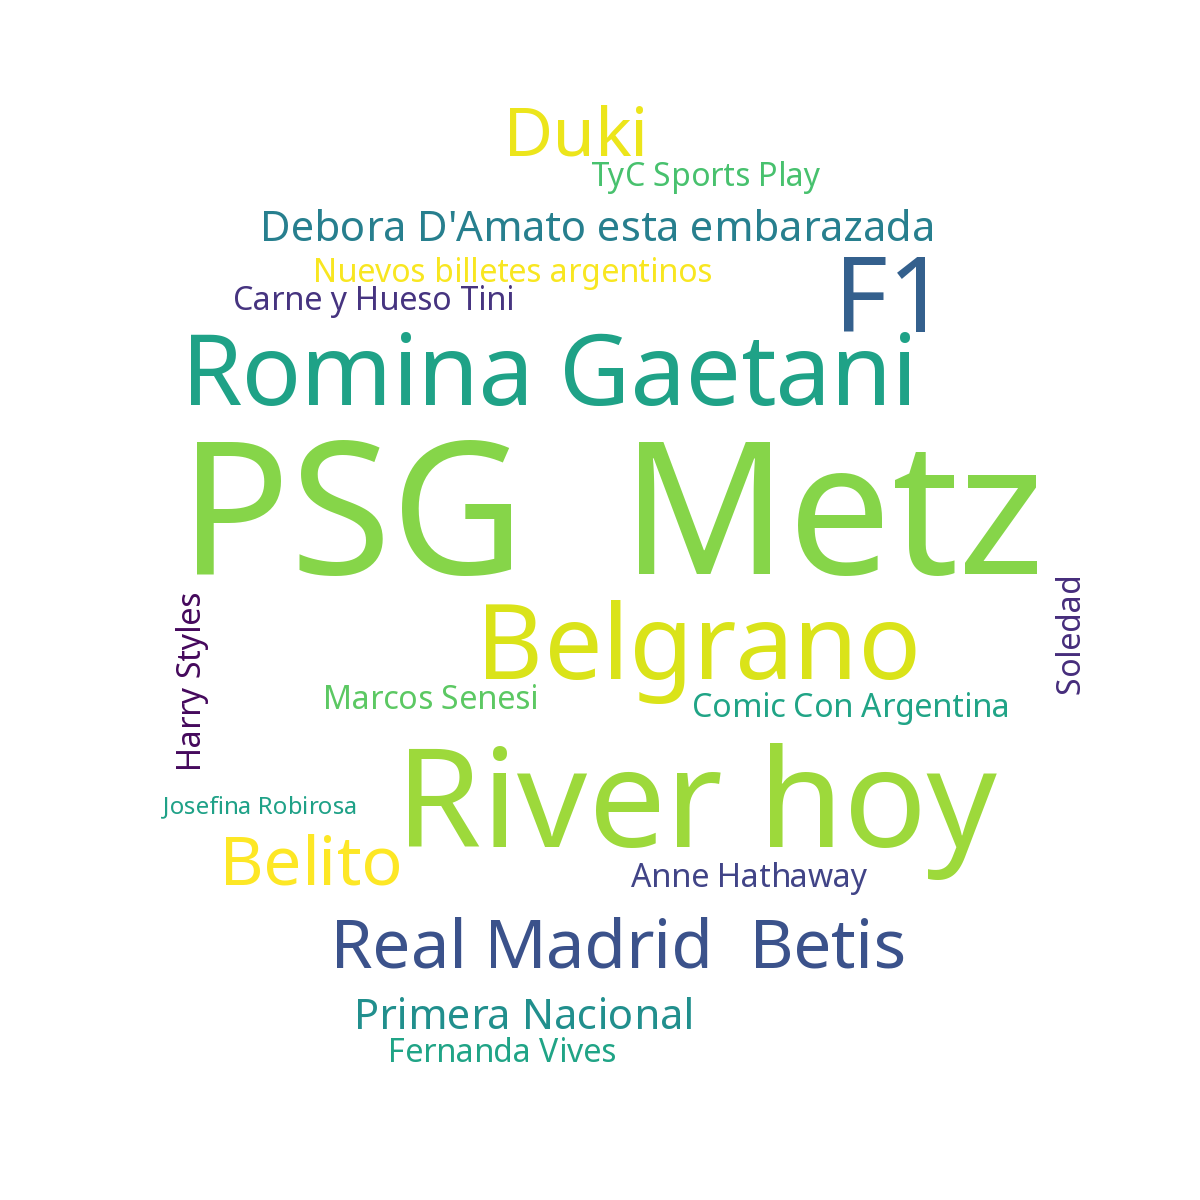 Duki
TyC Sports Play
Debora D'Amato esta embarazada
Nuevos billetes argentinos
F1
Carne y Hueso Tini
Romina Gaetani
PSG  Metz
Harry Styles
Belgrano
Soledad
Marcos Senesi
Comic Con Argentina
River hoy
Josefina Robirosa
Belito
Anne Hathaway
Real Madrid  Betis
Primera Nacional
Fernanda Vives